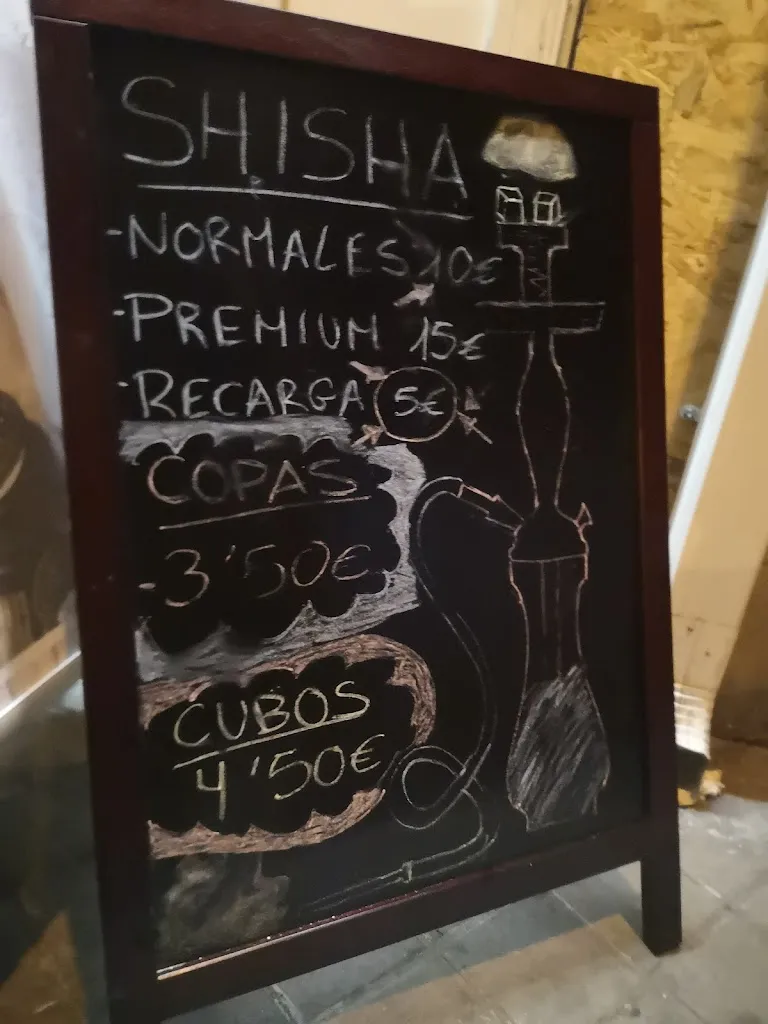 SHISHA
-NORMALES 10€
-PREMIUM 15€
-RECARGA 5€
COPAS
-3'50€
CUBOS
4'50€